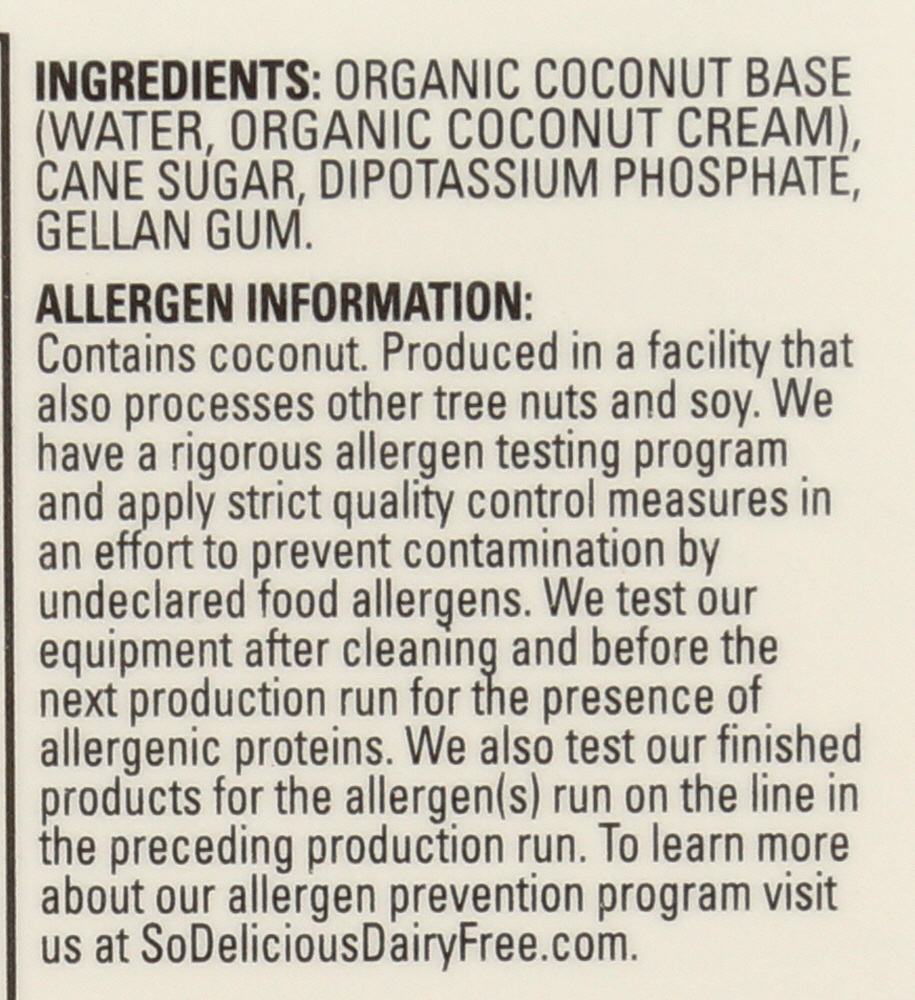 INGREDIENTS: ORGANIC COCONUT BASE
(WATER, ORGANIC COCONUT CREAM),
CANE SUGAR, DIPOTASSIUM PHOSPHATE,
GELLAN GUM.
ALLERGEN INFORMATION:
Contains coconut. Produced in a facility that
also processes other tree nuts and soy. We
have a rigorous allergen testing program
and apply strict quality control measures in
an effort to prevent contamination by
undeclared food allergens. We test our
equipment after cleaning and before the
next production run for the presence of
allergenic proteins. We also test our finished
products for the allergen(s) run on the line in
the preceding production run. To learn more
about our allergen prevention program visit
us at SoDeliciousDairyFree.com.